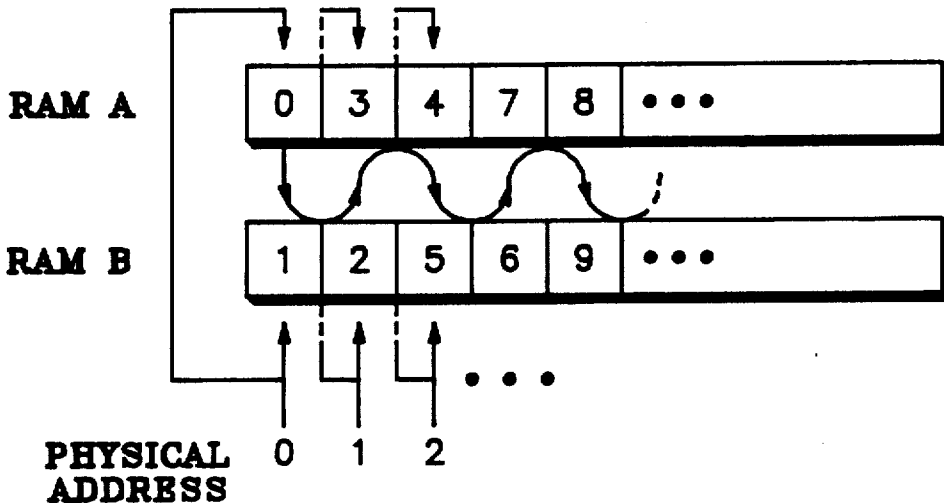 RAM A 0 3 4 7 8 •••
RAM B 1 2 5 6 9 •••
•••
PHYSICAL 0 1 2
ADDRESS